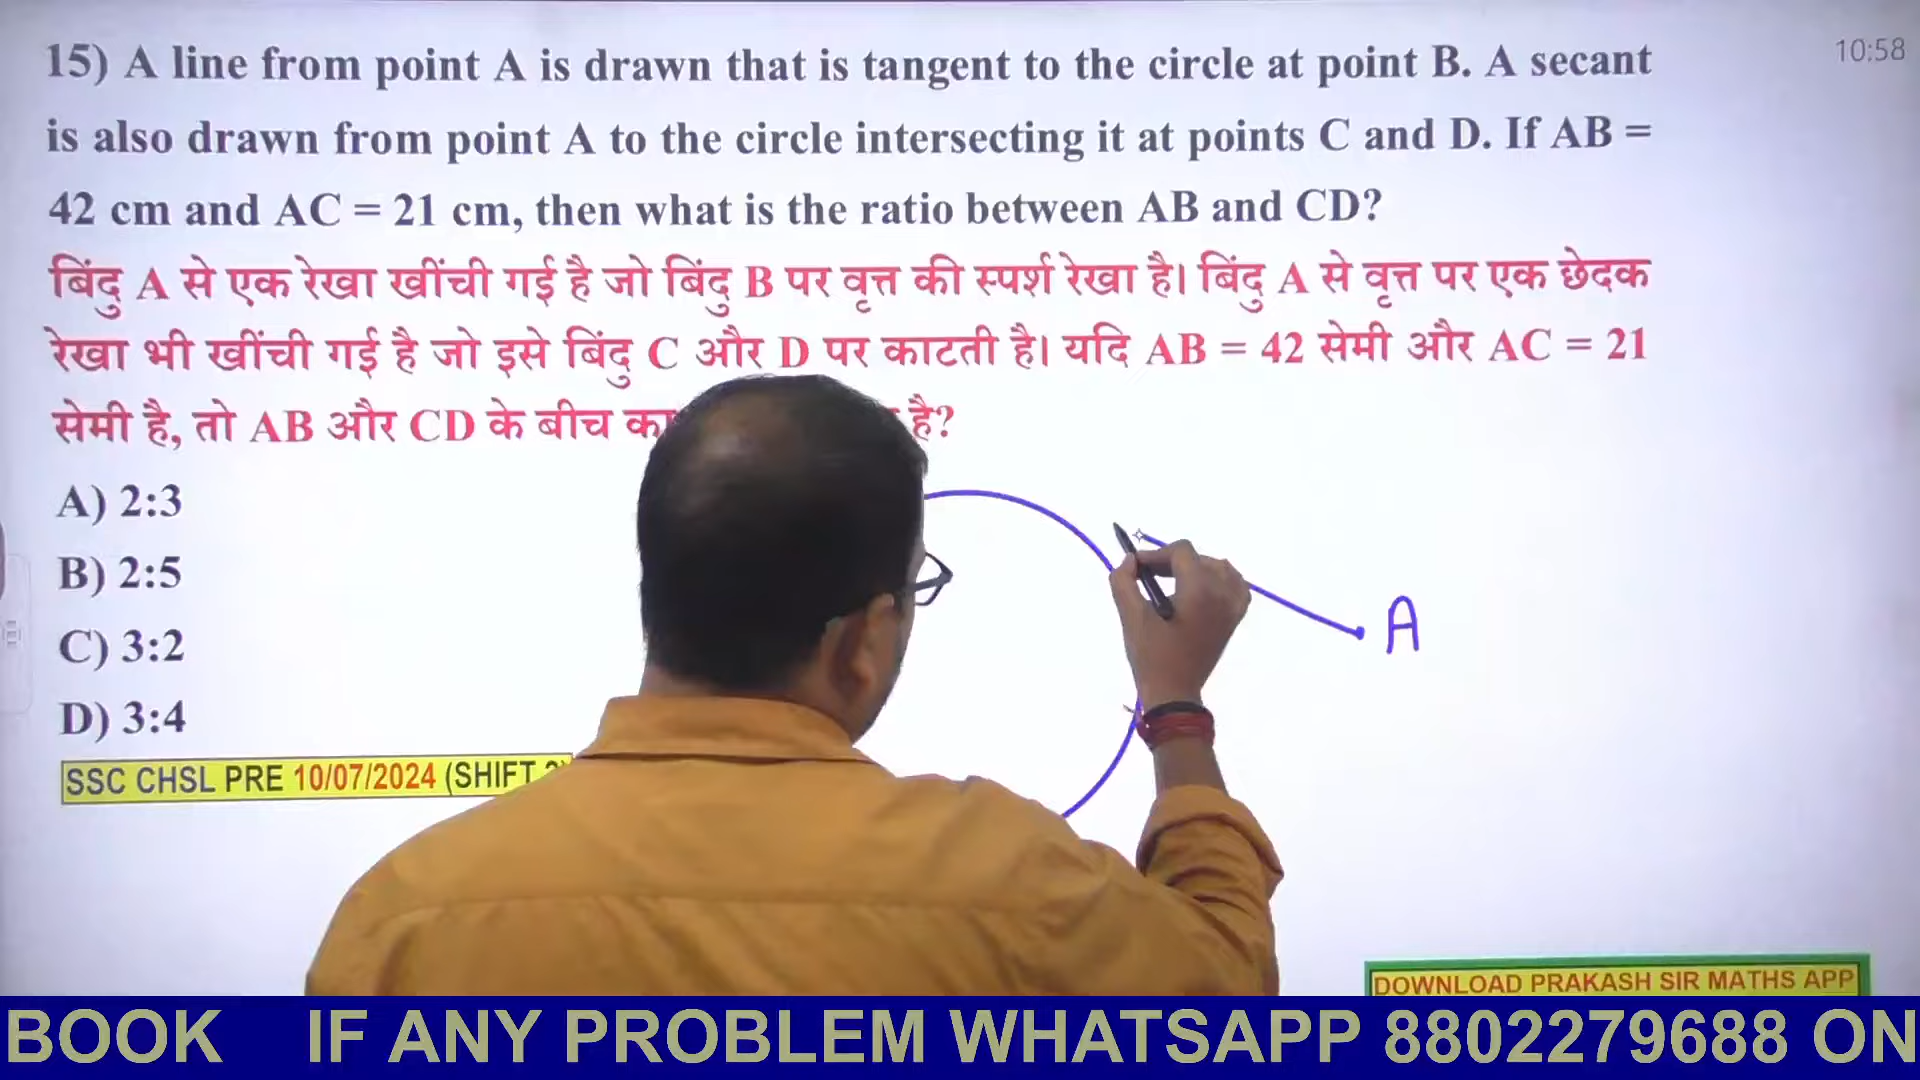 15) A line from point A is drawn that is tangent to the circle at point B. A secant
10:58
is also drawn from point A to the circle intersecting it at points C and D. If AB =
42 cm and AC = 21 cm, then what is the ratio between AB and CD?
बिंदु A से एक रेखा खींची गई है जो बिंदु B पर वृत्त की स्पर्श रेखा है। बिंदु A से वृत्त पर एक छेदक
रेखा भी खींची गई है जो इसे बिंदु C और D पर काटती है। यदि AB = 42 सेमी और AC = 21
सेमी है, तो AB और CD के बीच का है?
A) 2:3
B) 2:5
C) 3:2
D) 3:4
A
SSC CHSL PRE 10/07/2024 (SHIFT
DOWNLOAD PRAKASH SIR MATHS APP
BOOK IF ANY PROBLEM WHATSAPP 8802279688 ON